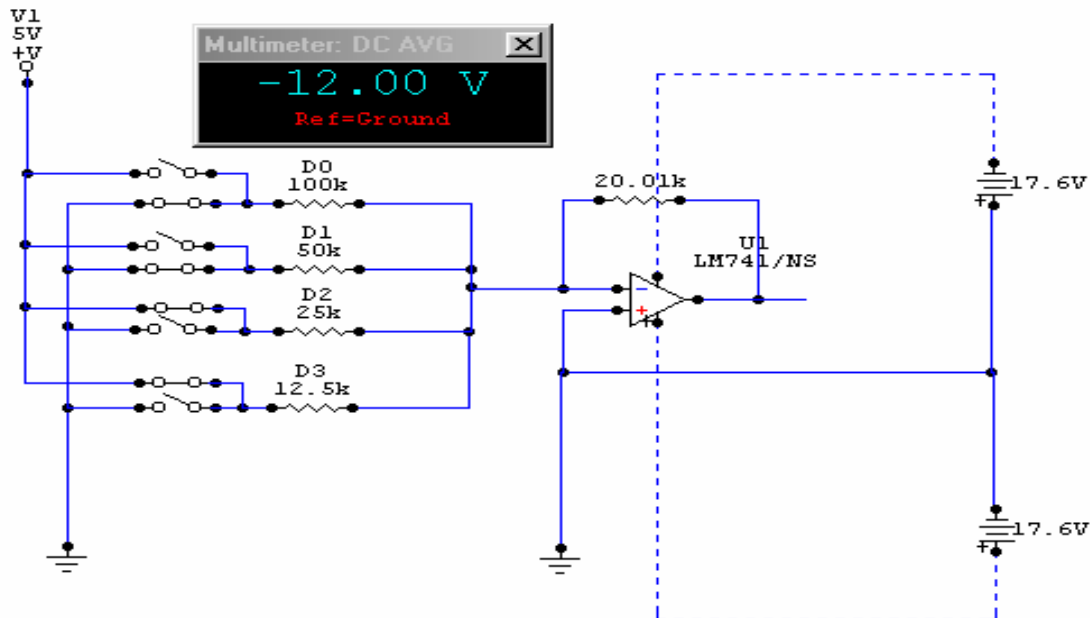 V1
5V
+V
Multimeter: DC AVG
-12.00 V
Ref=Ground
D0
100k
D1
50k
D2
25k
D3
12.5k
20.01k
U1
LM741/NS
-
+
+
17.6V
+
17.6V
+